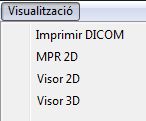 Visualització
Imprimir DICOM
MPR 2D
Visor 2D
Visor 3D